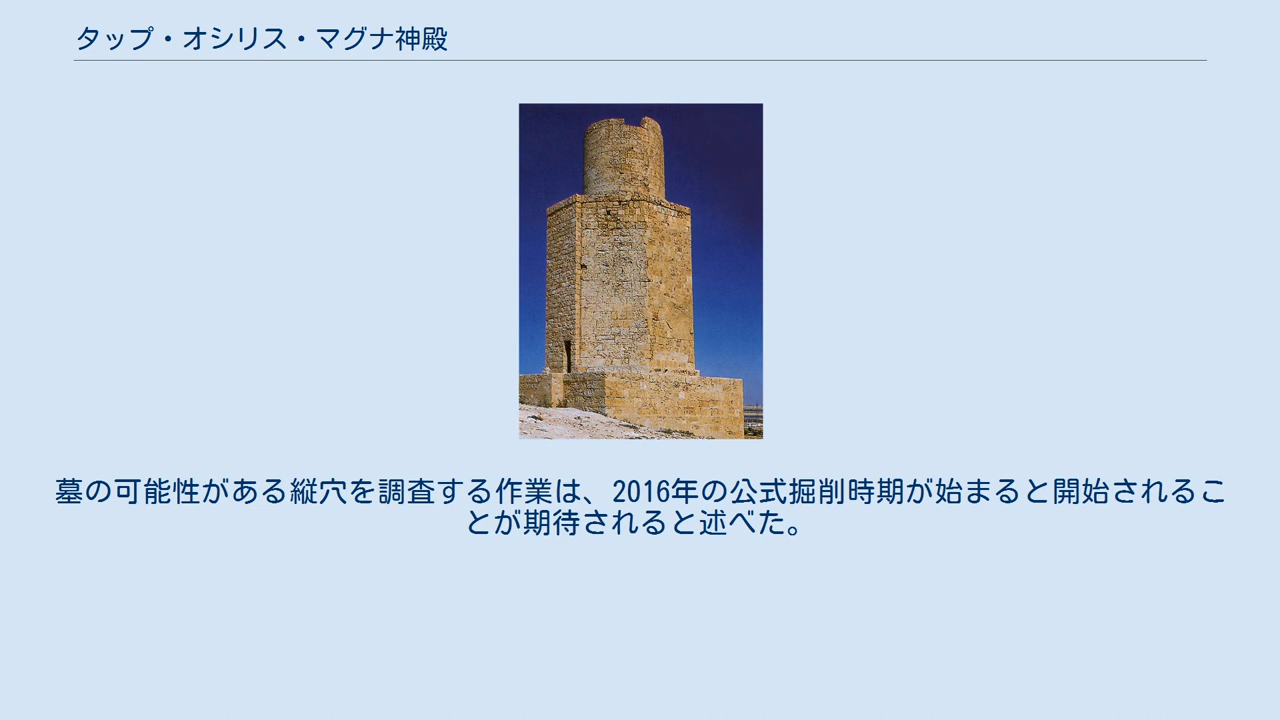 タップ・オシリス・マグナ神殿
墓の可能性がある縦穴を調査する作業は、2016年の公式掘削時期が始まると開始されるこ
とが期待されると述べた。